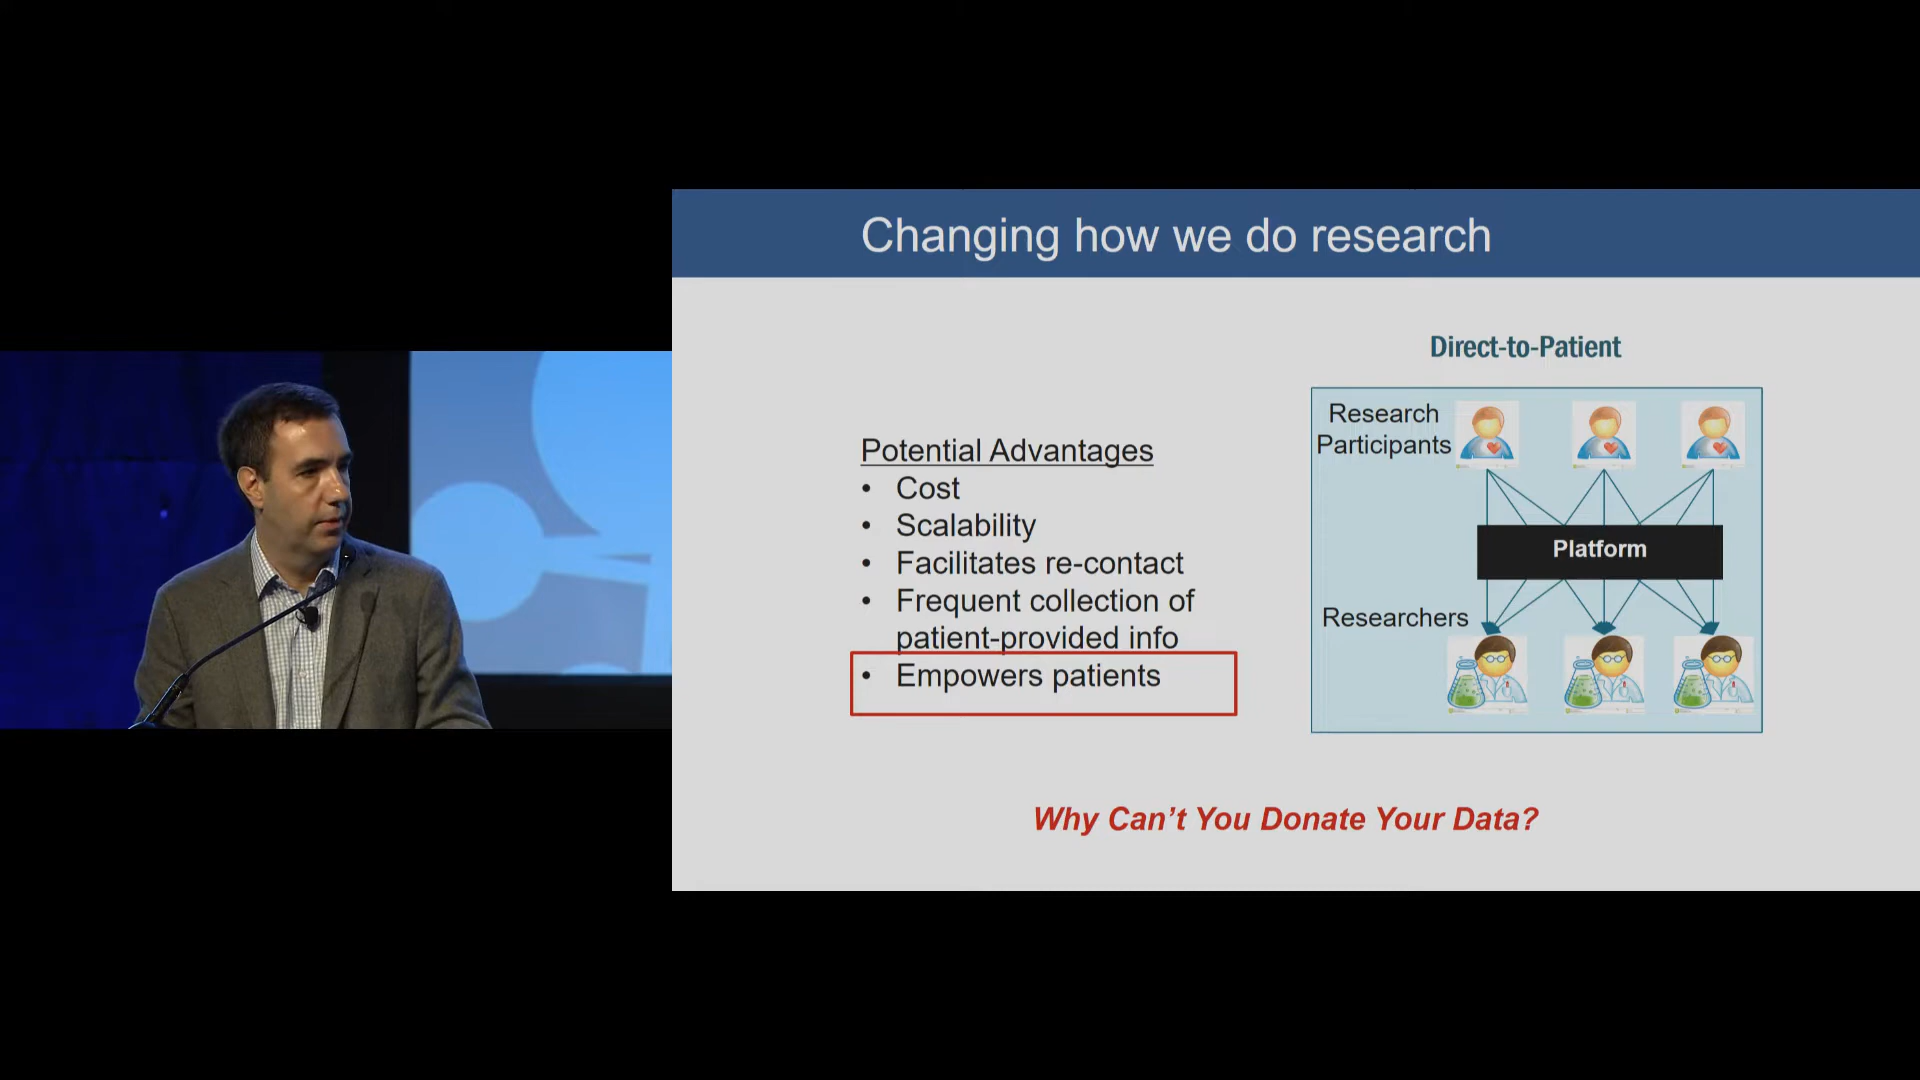 Changing how we do research
Potential Advantages
• Cost
• Scalability
• Facilitates re-contact
• Frequent collection of
patient-provided info
• Empowers patients
Direct-to-Patient
Research
Participants
Platform
Researchers
Why Can't You Donate Your Data?